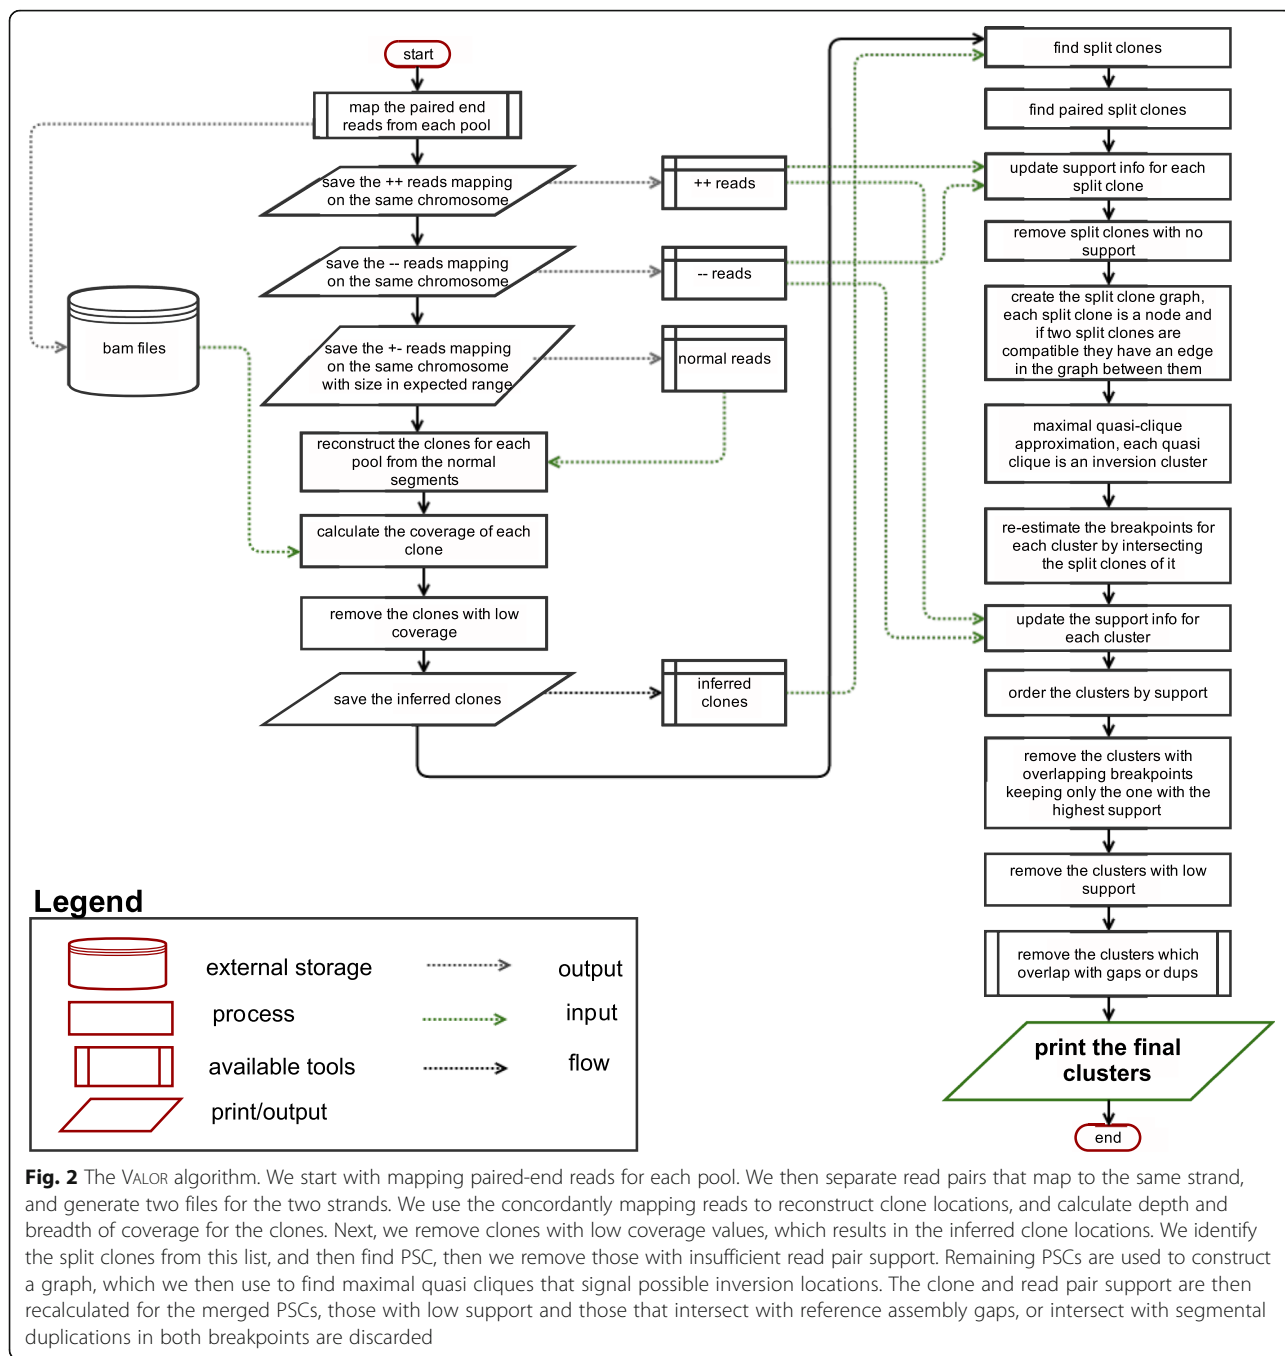 start
map the paired end
reads from each pool
save the ++ reads mapping
on the same chromosome
++ reads
save the -- reads mapping
on the same chromosome
-- reads
bam files
save the +- reads mapping
on the same chromosome
with size in expected range
normal reads
reconstruct the clones for each
pool from the normal
segments
calculate the coverage of each
clone
remove the clones with low
coverage
save the inferred clones
inferred
clones
find split clones
find paired split clones
update support info for each
split clone
remove split clones with no
support
create the split clone graph,
each split clone is a node and
if two split clones are
compatible they have an edge
in the graph between them
maximal quasi-clique
approximation, each quasi
clique is an inversion cluster
re-estimate the breakpoints for
each cluster by intersecting
the split clones of it
update the support info for
each cluster
order the clusters by support
remove the clusters with
overlapping breakpoints
keeping only the one with the
highest support
remove the clusters with low
support
remove the clusters which
overlap with gaps or dups
print the final
clusters
end
Legend
external storage
output
process
input
available tools
flow
print/output
Fig. 2 The VALOR algorithm. We start with mapping paired-end reads for each pool. We then separate read pairs that map to the same strand,
and generate two files for the two strands. We use the concordantly mapping reads to reconstruct clone locations, and calculate depth and
breadth of coverage for the clones. Next, we remove clones with low coverage values, which results in the inferred clone locations. We identify
the split clones from this list, and then find PSC, then we remove those with insufficient read pair support. Remaining PSCs are used to construct
a graph, which we then use to find maximal quasi cliques that signal possible inversion locations. The clone and read pair support are then
recalculated for the merged PSCs, those with low support and those that intersect with reference assembly gaps, or intersect with segmental
duplications in both breakpoints are discarded